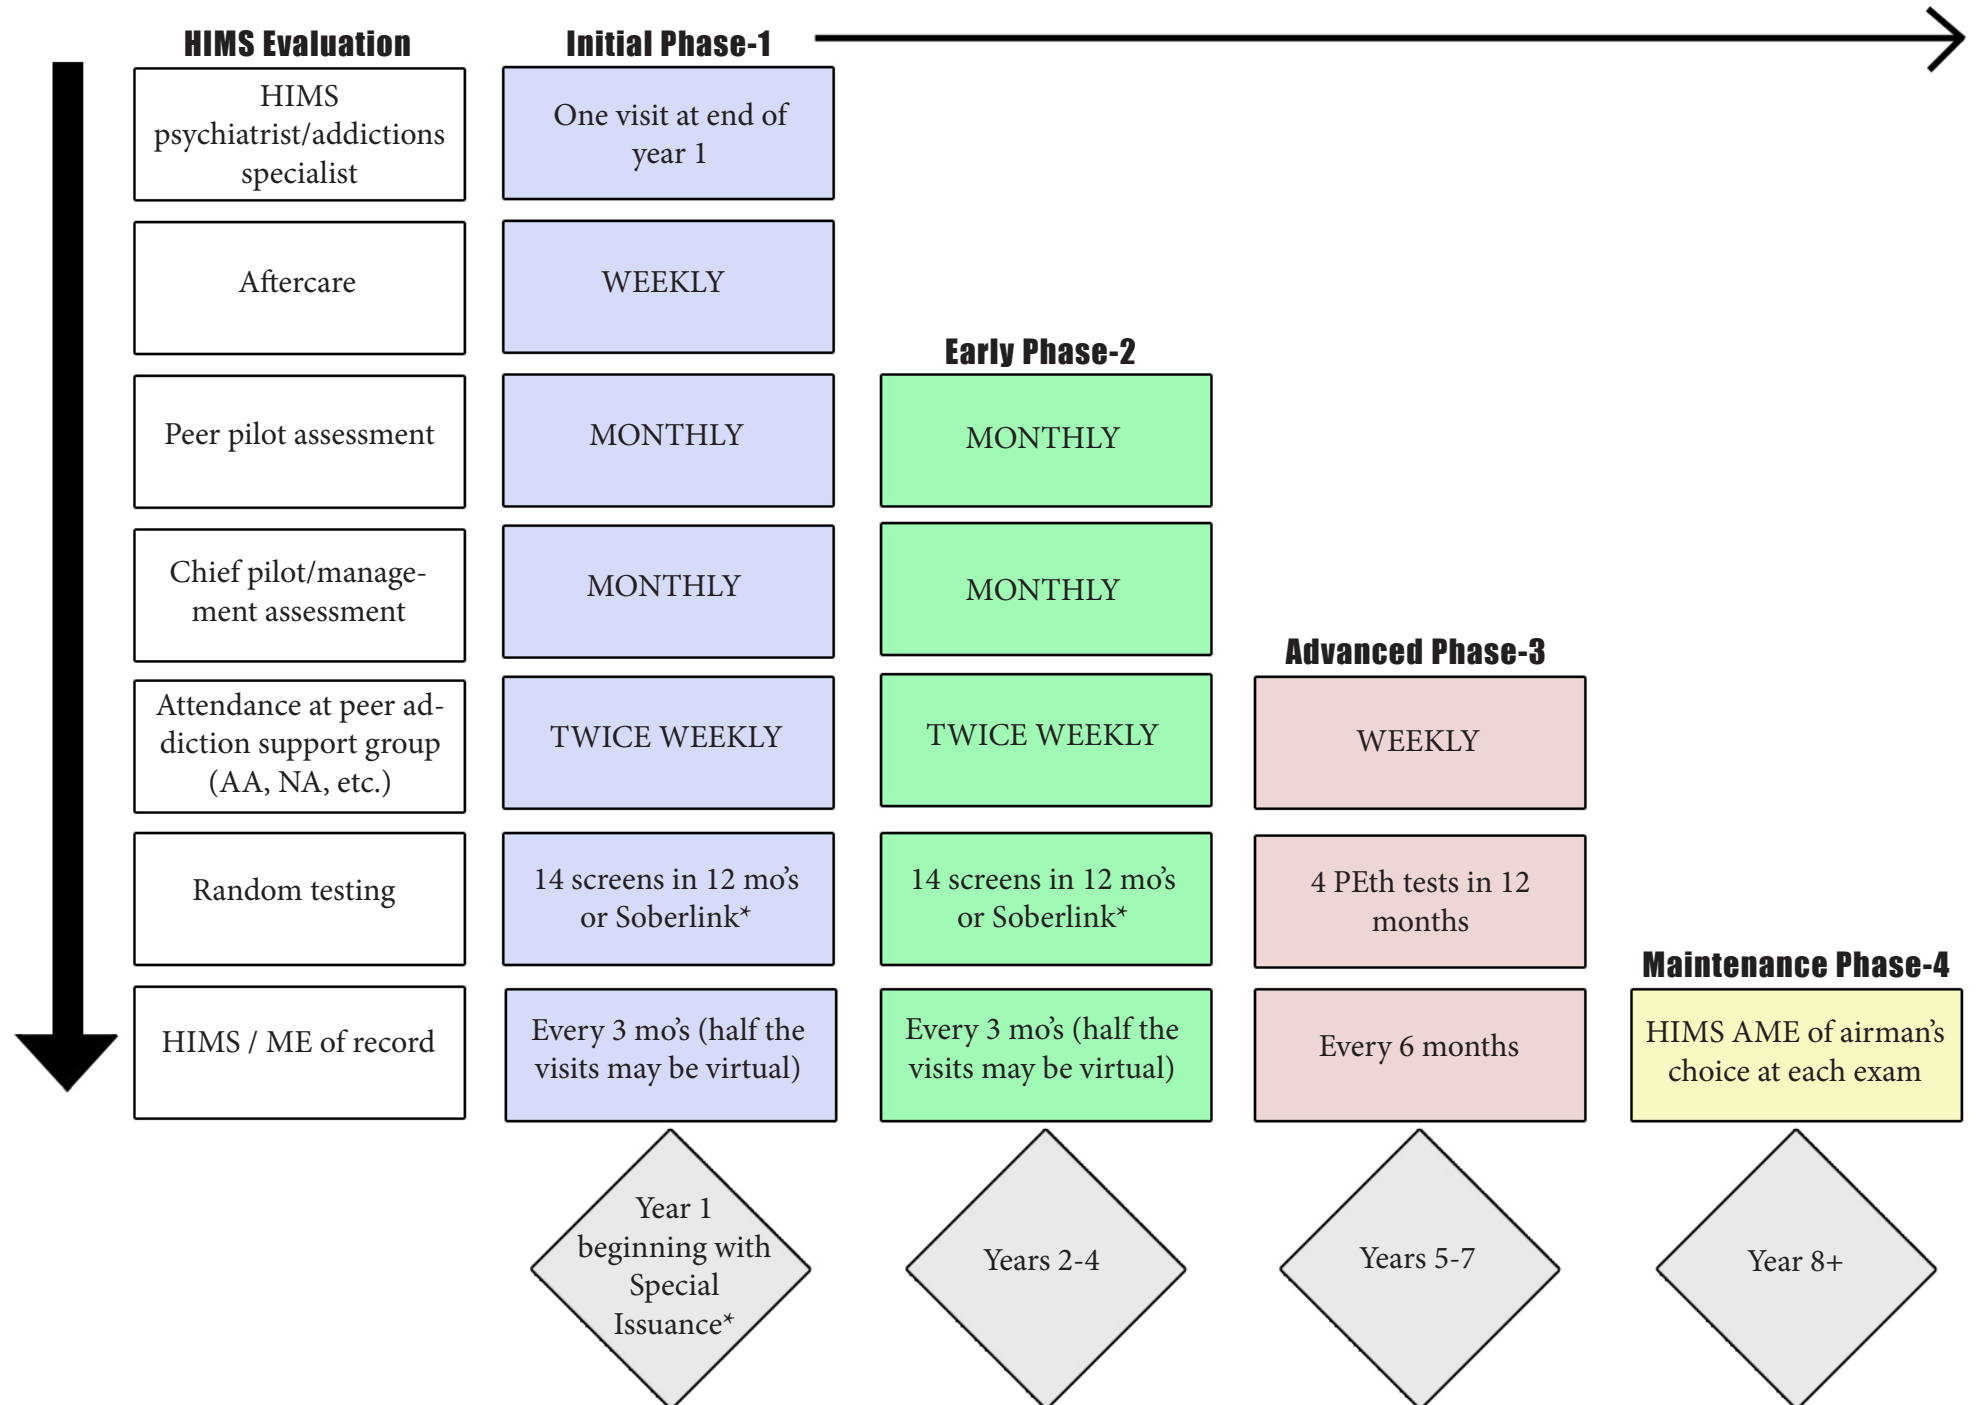 HIMS Evaluation
Initial Phase-1
HIMS
psychiatrist/addictions
specialist
One visit at end of
year 1
Aftercare
WEEKLY
Early Phase-2
Peer pilot assessment
MONTHLY
MONTHLY
Chief pilot/manage-
ment assessment
MONTHLY
MONTHLY
Advanced Phase-3
Attendance at peer ad-
diction support group
(AA, NA, etc.)
TWICE WEEKLY
TWICE WEEKLY
WEEKLY
Random testing
14 screens in 12 mo's
or Soberlink*
14 screens in 12 mo's
or Soberlink*
4 PEth tests in 12
months
Maintenance Phase-4
HIMS / ME of record
Every 3 mo's (half the
visits may be virtual)
Every 3 mo's (half the
visits may be virtual)
Every 6 months
HIMS AME of airman's
choice at each exam
Year 1
beginning with
Special
Issuance*
Years 2-4
Years 5-7
Year 8+